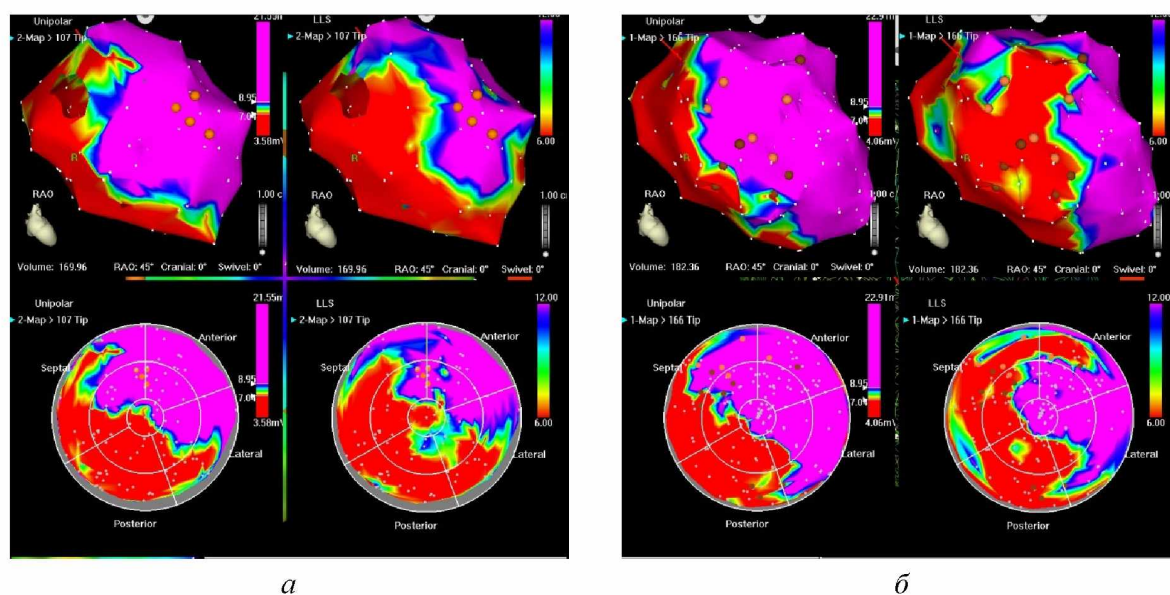 Unipolar
2-Map > 107 Tip
8.95
7.0
3.58mV
R
RAO
1.00 c
Volume: 169.96 RAO: 45° Cranial: 0° Swivel: 0°
LLS
2-Map > 107 Tip
6.00
1.00 c
Volume: 169.96 RAO: 45° Cranial: 0° Swivel: 0°
RAO
Unipolar
2-Map > 107 Tip
21.55m
8.95
7.0
3.58mV
Anterior
Septal
Lateral
Posterior
LLS
2-Map > 107 Tip
12.00
6.00
Anterior
Septal
Lateral
Posterior
а
Unipolar
1-Map > 166 Tip
8.95
7.0
4.06mV
R
RAO
1.00
Volume: 182.36 RAO: 45° Cranial: 0° Swivel: 0°
LLS
1-Map > 166 Tip
6.00
R
RAO
1.00
Volume: 182.36 RAO: 45° Cranial: 0° Swivel: 0°
Unipolar
1-Map > 166 Tip
22.91m
8.95
7.0
4.06mV
Anterior
Septal
Lateral
Posterior
LLS
1-Map > 166 Tip
12.00
6.00
Anterior
Septal
Lateral
Posterior
б